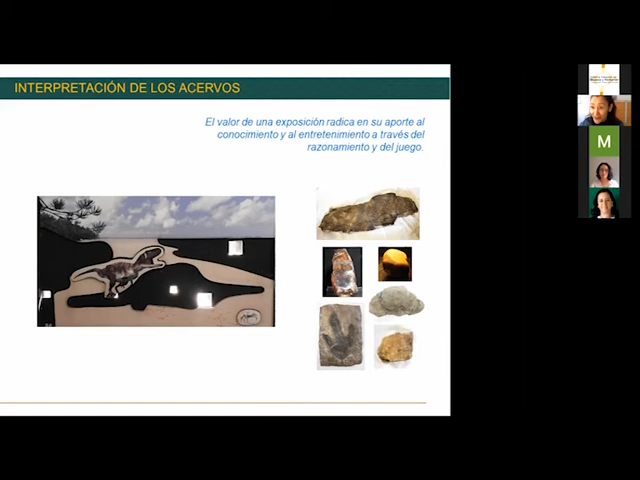 INTERPRETACIÓN DE LOS ACERVOS
El valor de una exposición radica en su aporte al
conocimiento y al entretenimiento a través del
razonamiento y del juego.
M